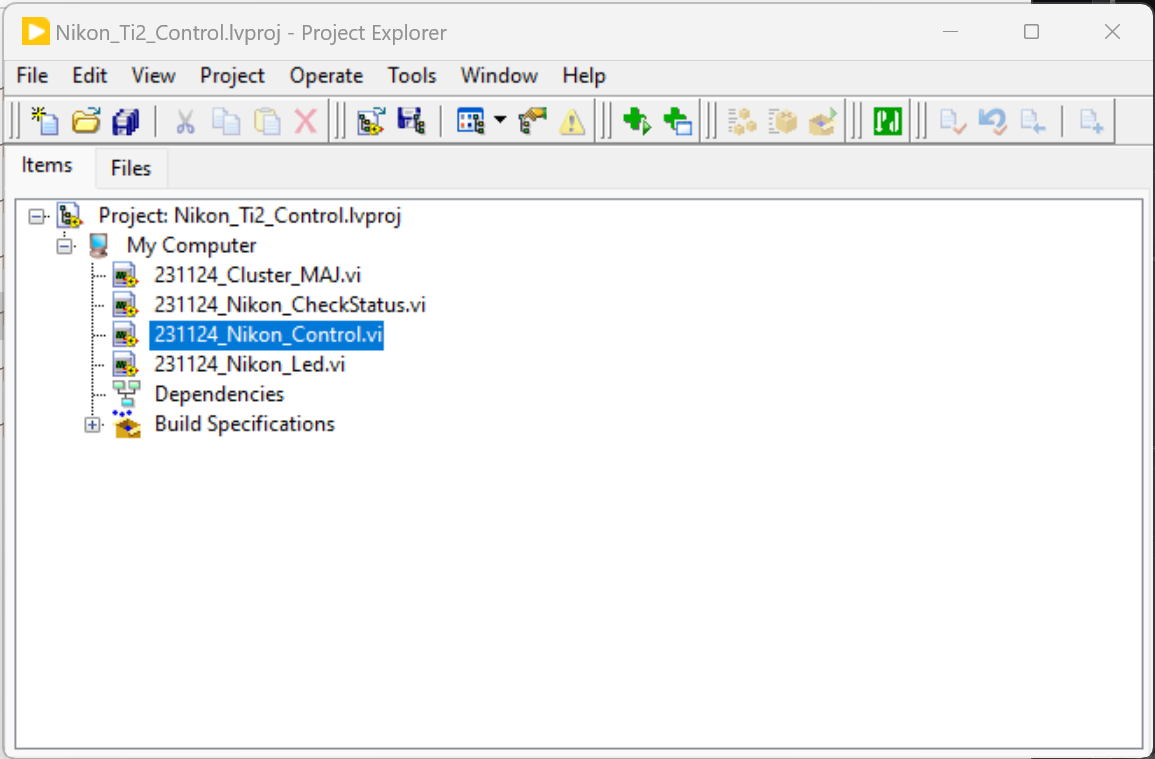 Nikon_Ti2_Control.lvproj - Project Explorer
File Edit View Project Operate Tools Window Help
Items Files
Project: Nikon_Ti2_Control.lvproj
My Computer
231124_Cluster_MAJ.vi
231124_Nikon_CheckStatus.vi
231124_Nikon_Control.vi
231124_Nikon_Led.vi
Dependencies
Build Specifications